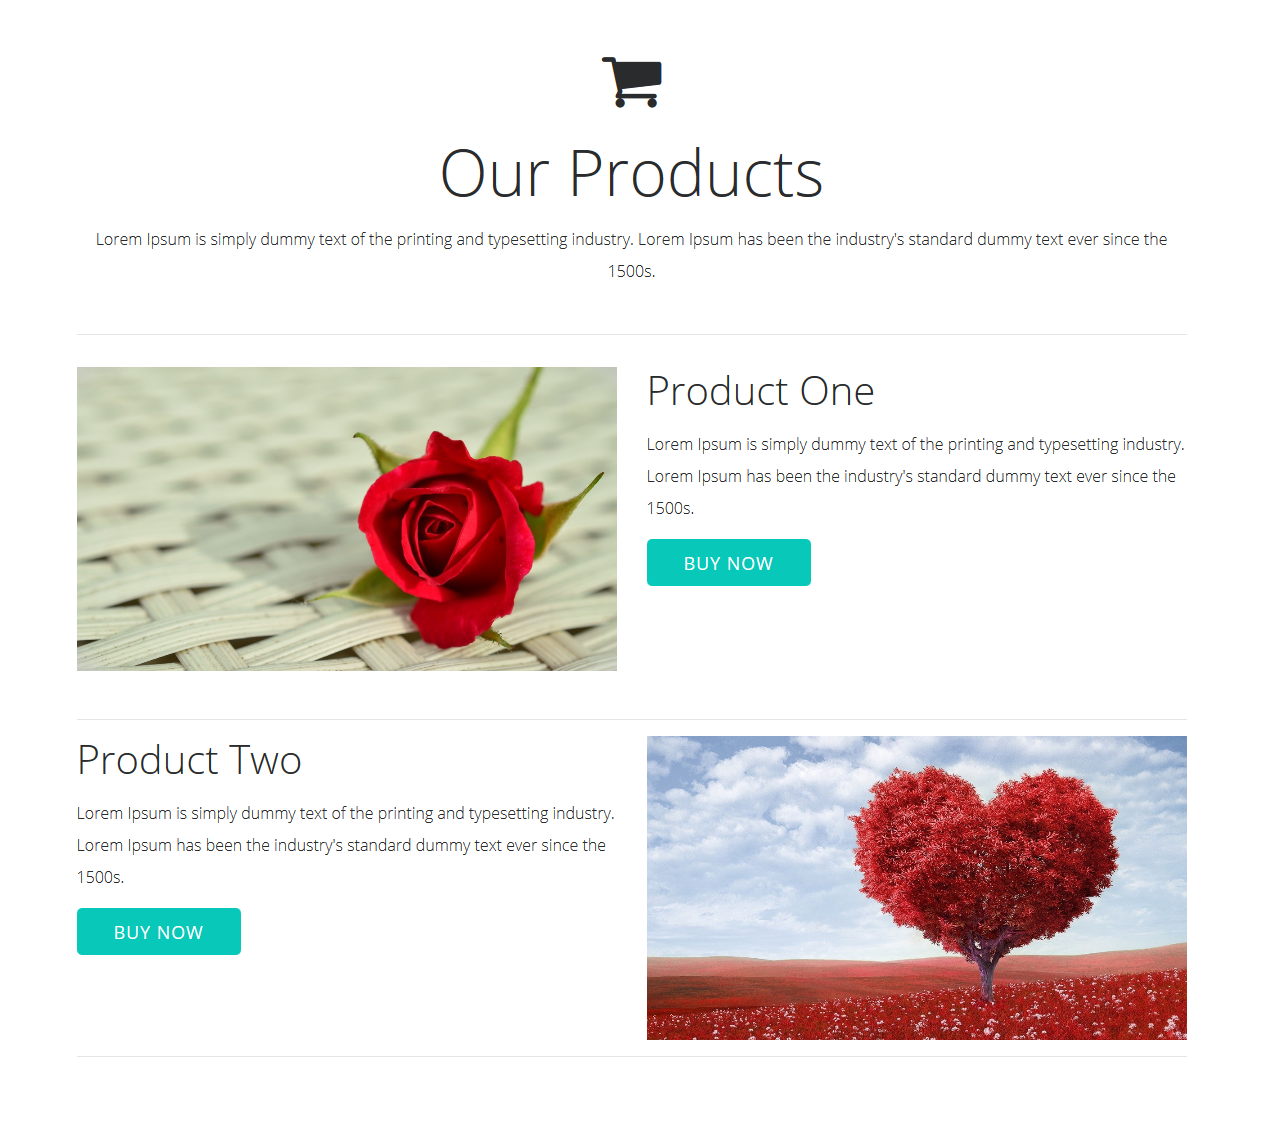 Our Products
Lorem Ipsum is simply dummy text of the printing and typesetting industry. Lorem Ipsum has been the industry's standard dummy text ever since the
1500s.
Product One
Lorem Ipsum is simply dummy text of the printing and typesetting industry.
Lorem Ipsum has been the industry's standard dummy text ever since the
1500s.
BUY NOW
Product Two
Lorem Ipsum is simply dummy text of the printing and typesetting industry.
Lorem Ipsum has been the industry's standard dummy text ever since the
1500s.
BUY NOW